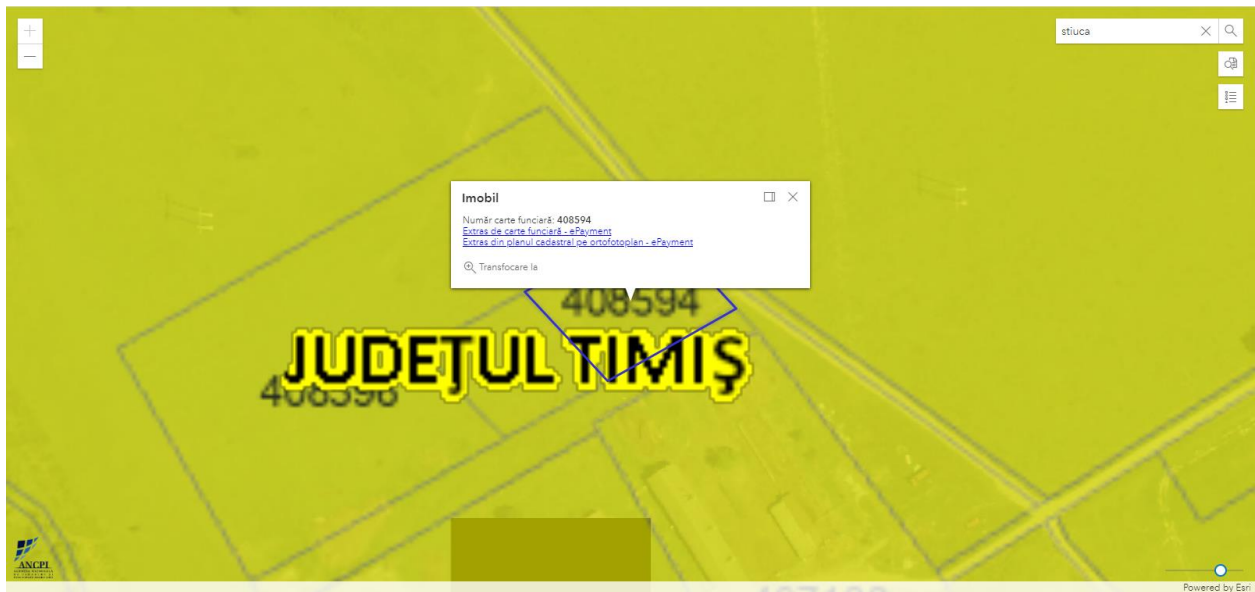 stiuca
Imobil
Număr carte funciară: 408594
Extras de carte funciară - ePayment
Extras din planul cadastral pe ortofotoplan - ePayment
Transfocare la
408594
JUDEȚUL TIMIȘ
ANCPI
Powered by Esri